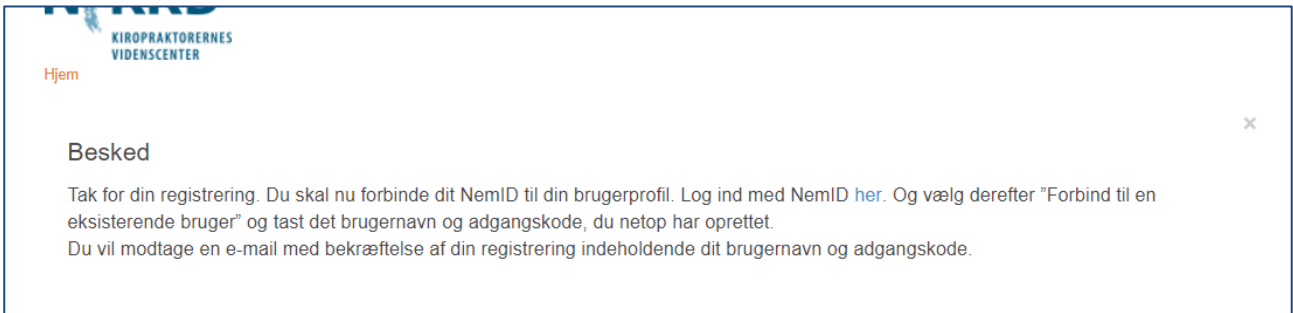 KIROPRAKTORERNES
VIDENSCENTER
Hjem
×
Besked
Tak for din registrering. Du skal nu forbinde dit NemID til din brugerprofil. Log ind med NemID her. Og vælg derefter ”Forbind til en
eksisterende bruger” og tast det brugernavn og adgangskode, du netop har oprettet.
Du vil modtage en e-mail med bekræftelse af din registrering indeholdende dit brugernavn og adgangskode.